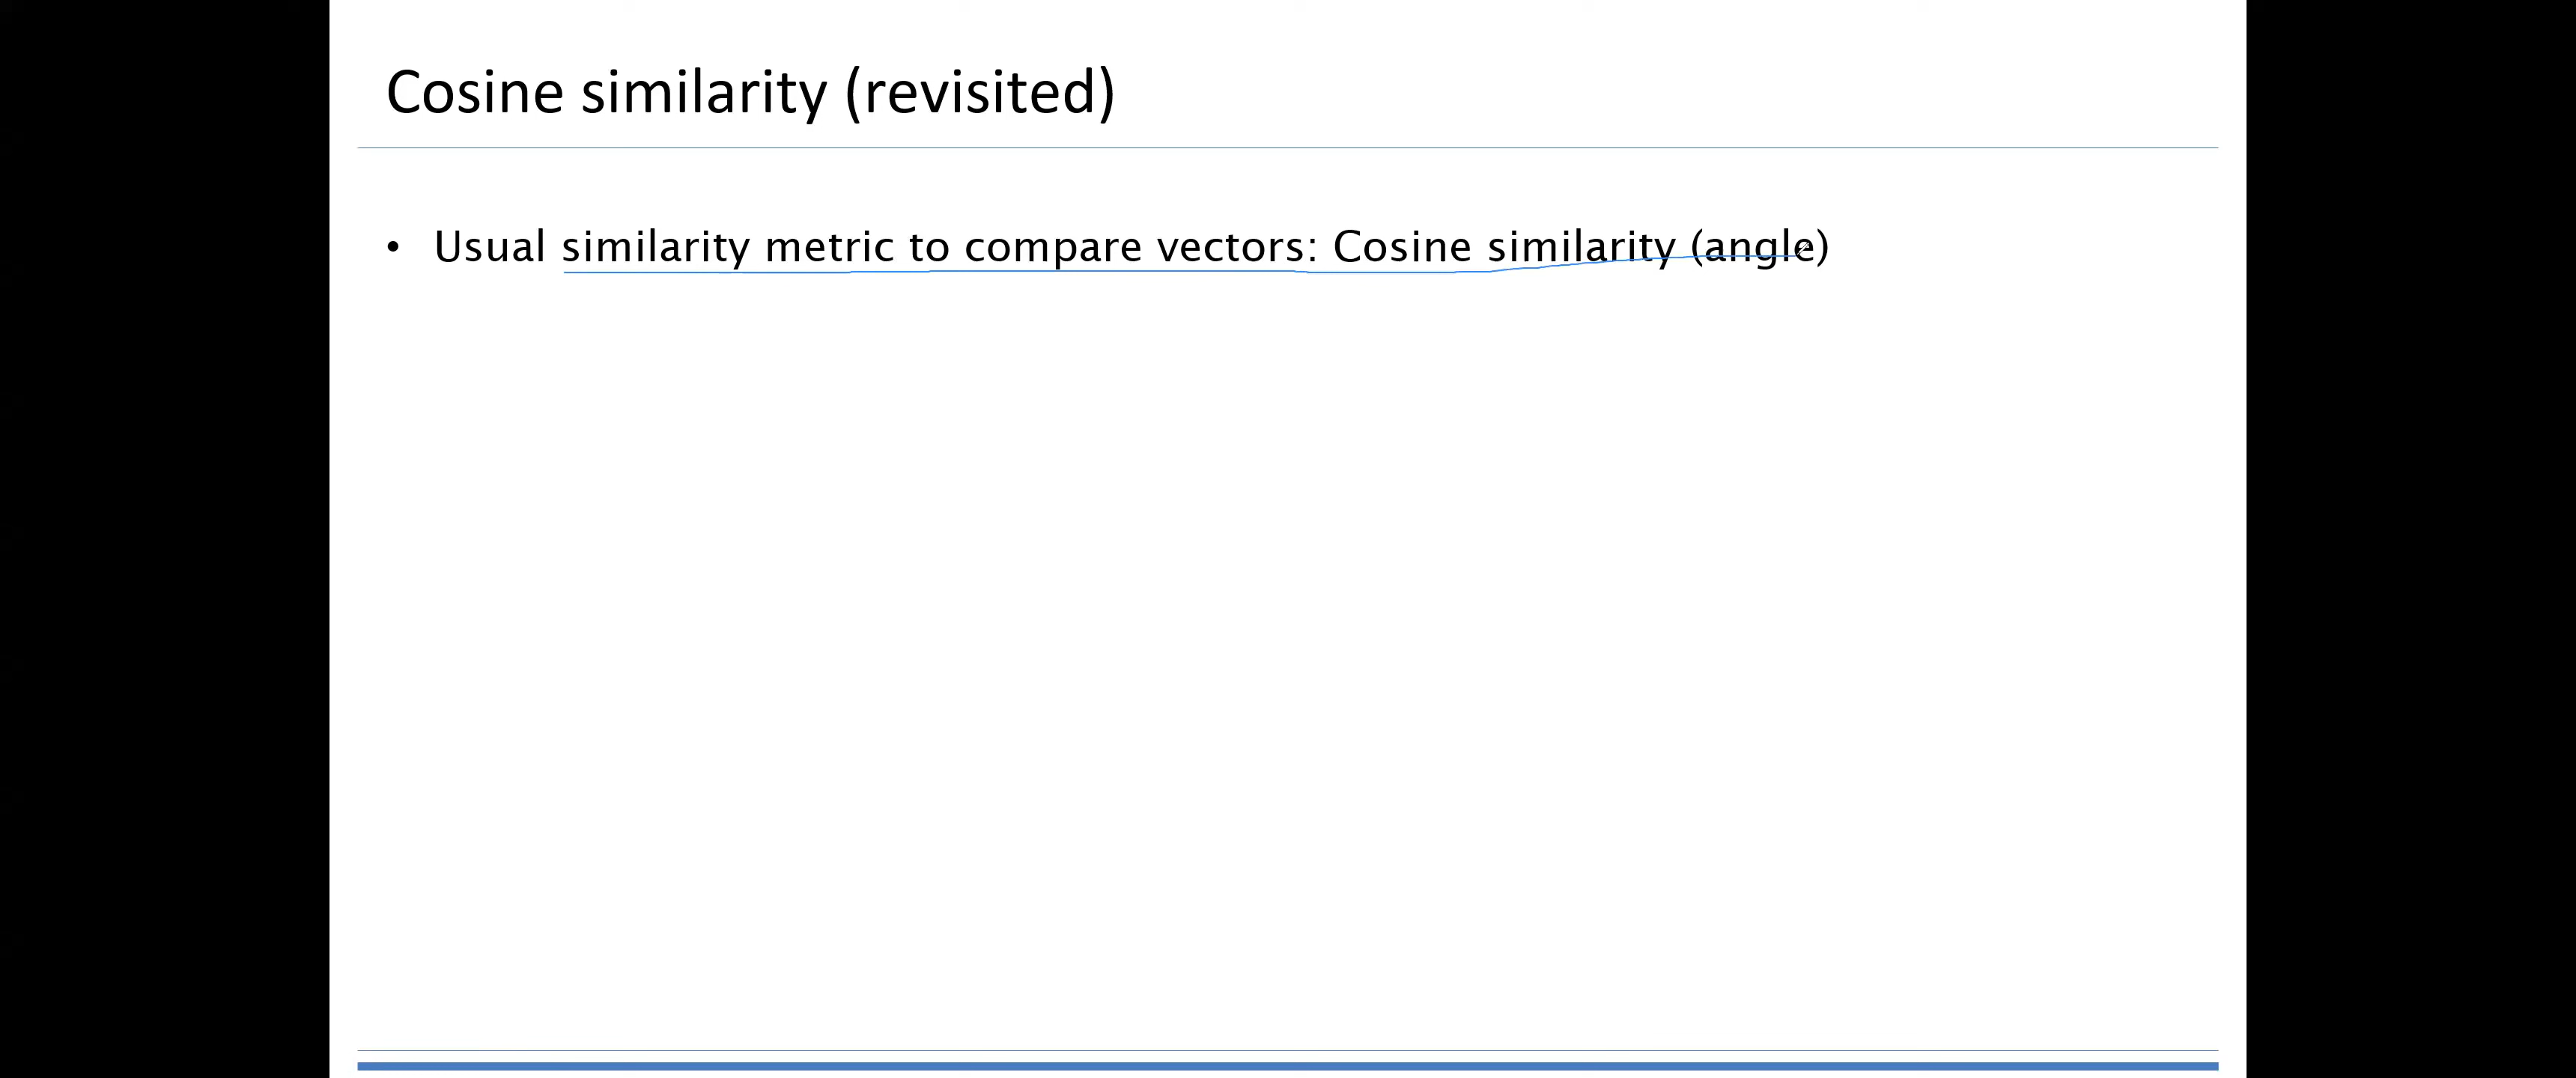 Cosine similarity (revisited)
• Usual similarity metric to compare vectors: Cosine similarity (angle)